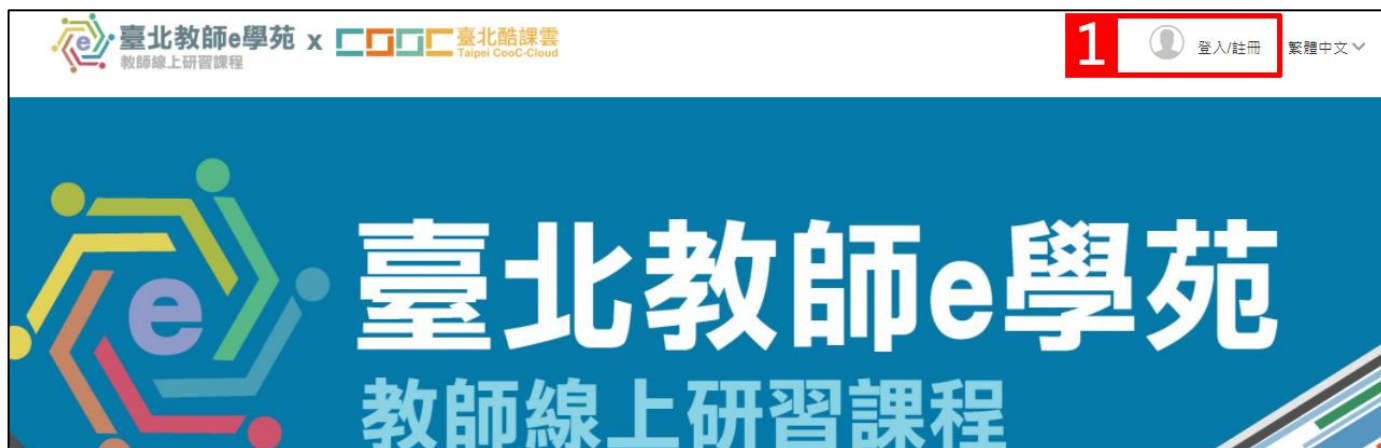 臺北教師e學苑 x COOC 臺北酷課雲
教師線上研習課程
Taipei CooC-Cloud
1
登入/註冊
繁體中文
e
臺北教師e學苑
教師線上研習課程